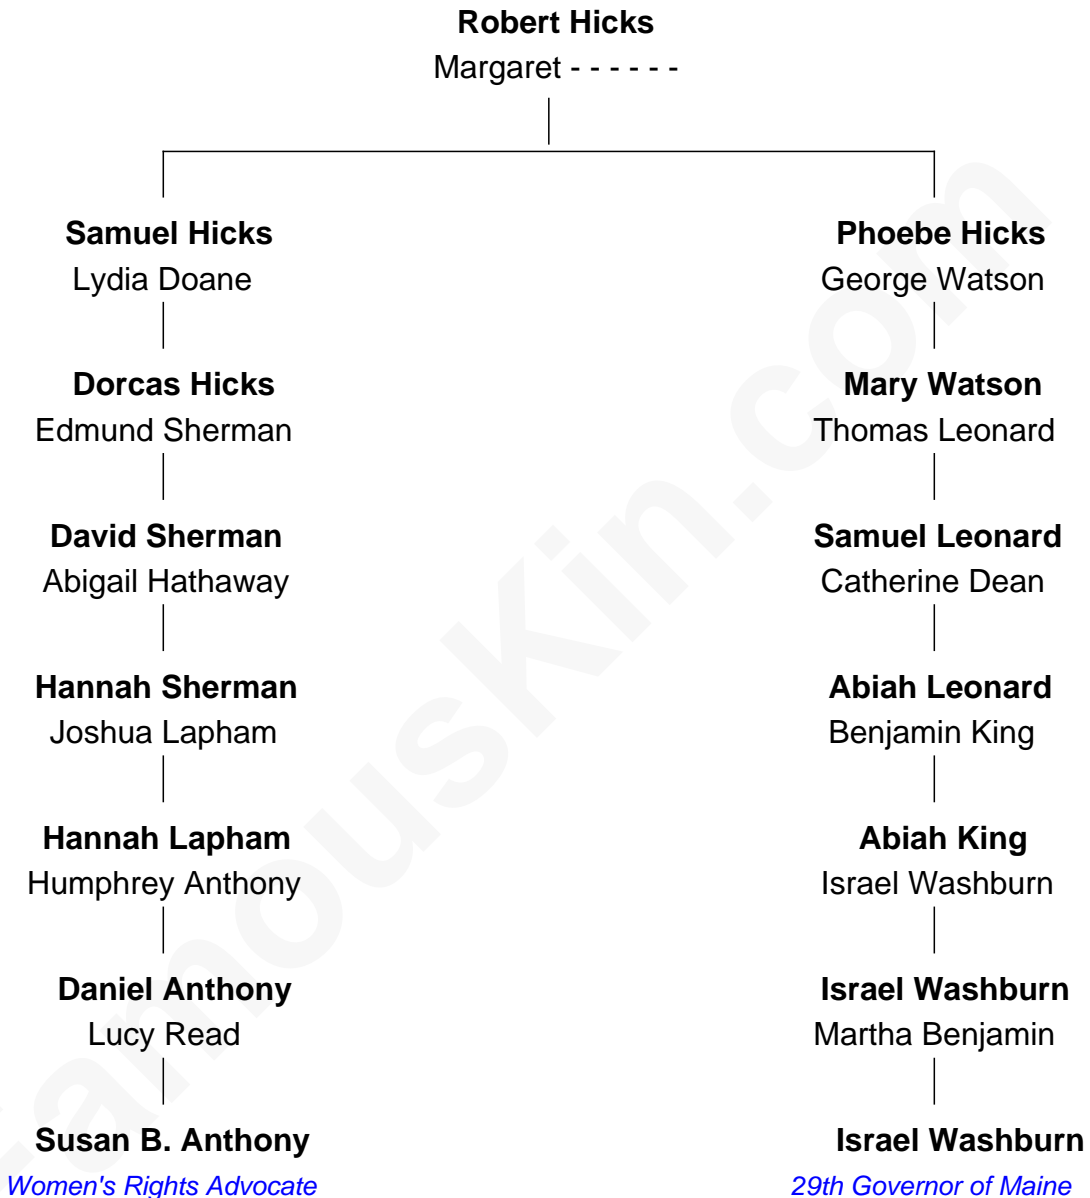 Robert Hicks
Margaret - - - - - -
Samuel Hicks
Lydia Doane
Phoebe Hicks
George Watson
Dorcas Hicks
Edmund Sherman
Mary Watson
Thomas Leonard
David Sherman
Abigail Hathaway
Samuel Leonard
Catherine Dean
Hannah Sherman
Joshua Lapham
Abiah Leonard
Benjamin King
Hannah Lapham
Humphrey Anthony
Abiah King
Israel Washburn
Daniel Anthony
Lucy Read
Israel Washburn
Martha Benjamin
Susan B. Anthony
Women's Rights Advocate
Israel Washburn
29th Governor of Maine
FamousKin.com